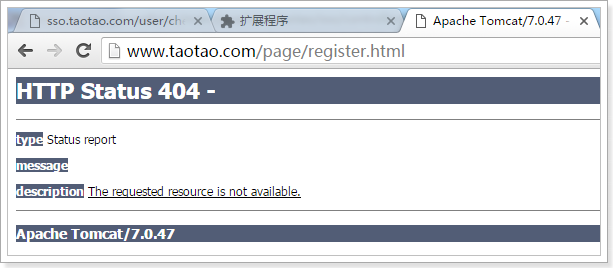 sso.taotao.com/user/che
扩展程序
Apache Tomcat/7.0.47 -
www.taotao.com/page/register.html
HTTP Status 404 -
type Status report
message
description The requested resource is not available.
Apache Tomcat/7.0.47